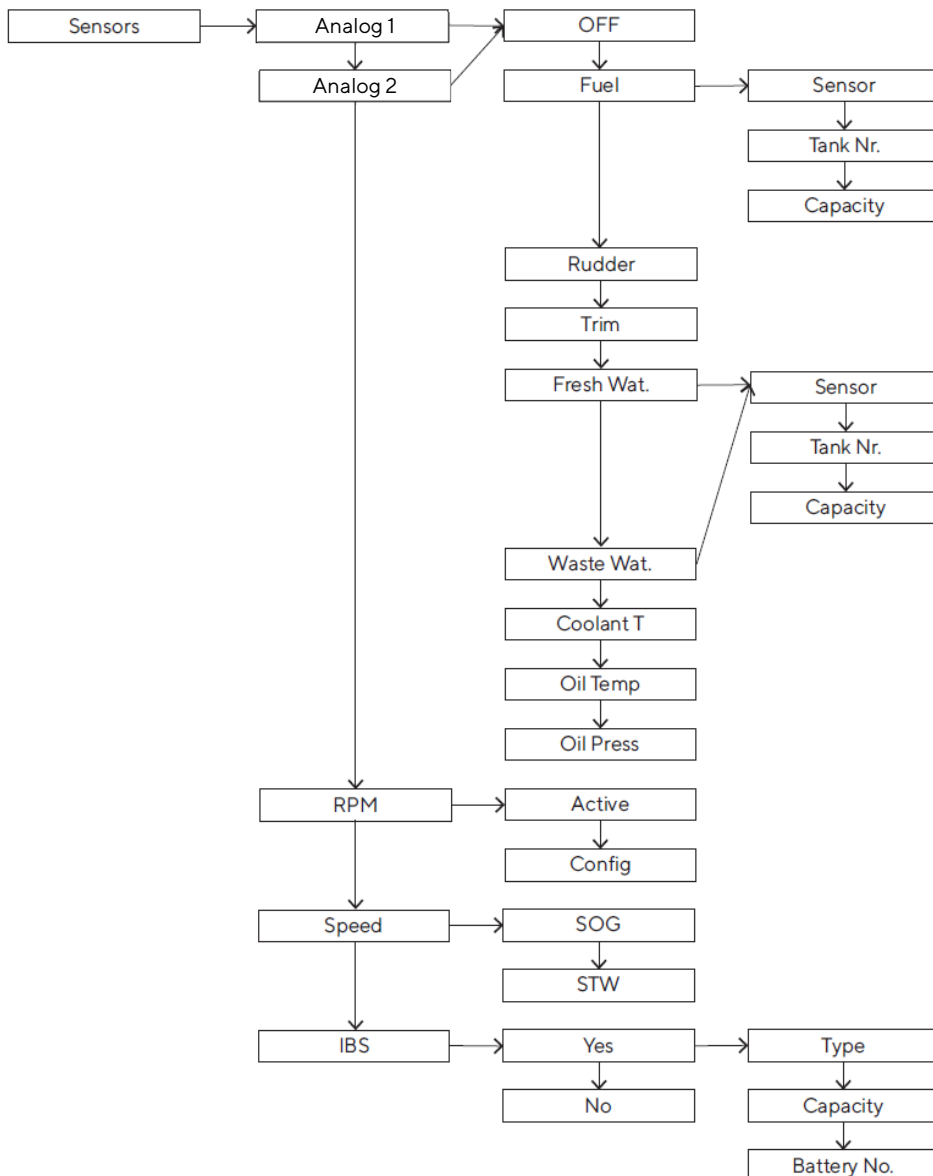 Sensors
Analog 1
OFF
Analog 2
Fuel
Sensor
Tank Nr.
Capacity
Rudder
Trim
Fresh Wat.
Sensor
Tank Nr.
Capacity
Waste Wat.
Coolant T
Oil Temp
Oil Press
RPM
Active
Config
Speed
SOG
STW
IBS
Yes
Type
No
Capacity
Battery No.